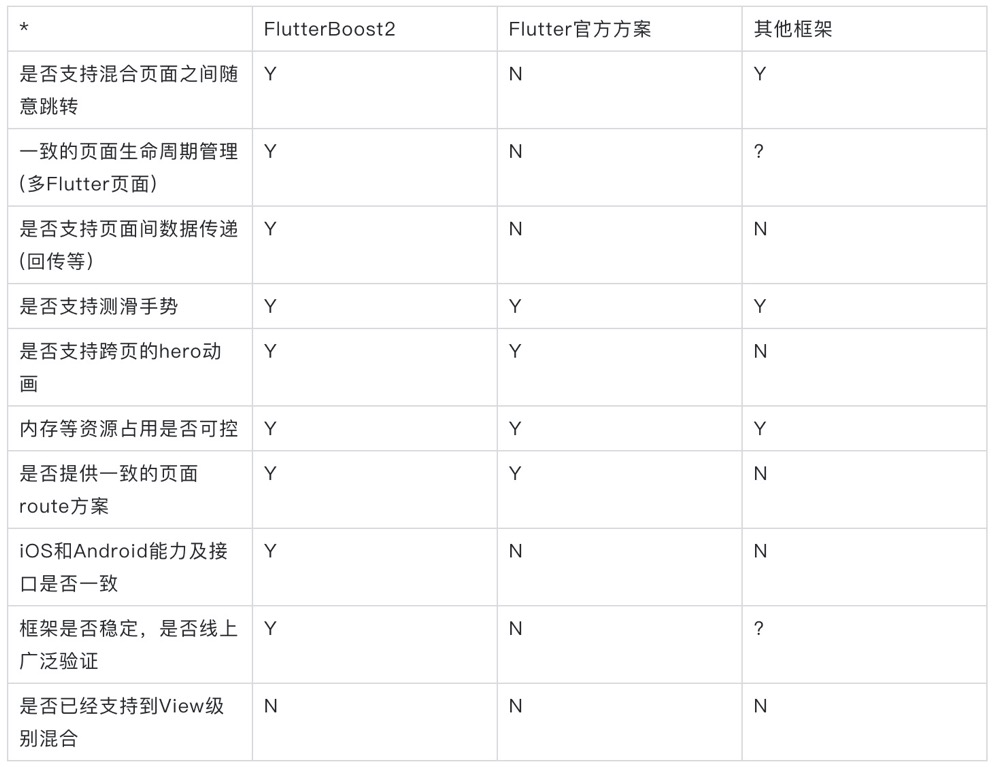 * FlutterBoost2 Flutter官方方案 其他框架
是否支持混合页面之间随 Y N Y
意跳转
一致的页面生命周期管理 Y N ?
(多Flutter页面)
是否支持页面间数据传递 Y N N
(回传等)
是否支持测滑手势 Y Y Y
是否支持跨页的hero动 Y Y N
画
内存等资源占用是否可控 Y Y Y
是否提供一致的页面 Y Y N
route方案
iOS和Android能力及接 Y N N
口是否一致
框架是否稳定，是否线上 Y N ?
广泛验证
是否已经支持到View级 N N N
别混合